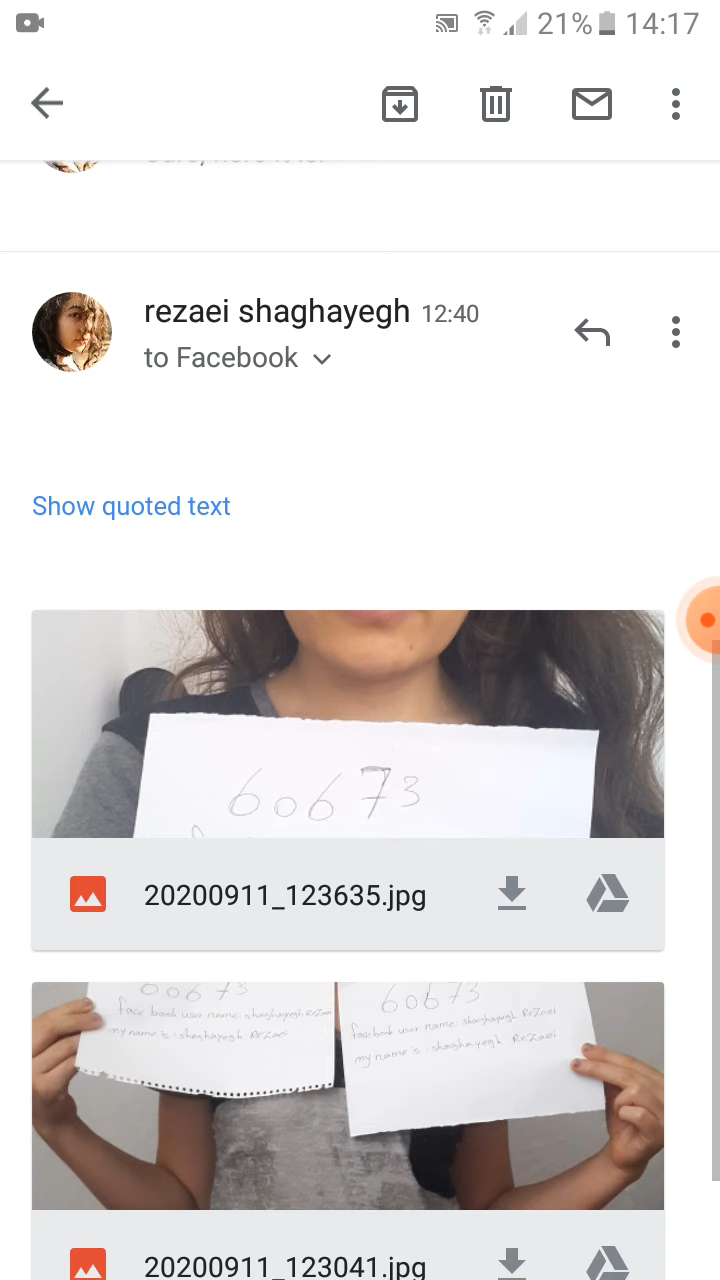 21% 14:17
rezaei shaghayegh 12:40
to Facebook
Show quoted text
60673
20200911_123635.jpg
60673
face book user name: shaghayegh ReZaei
my name is : shaghayegh ReZaei
60673
facebook user name: shaghayegh ReZaei
my name is : shaghayegh ReZaei
20200911_123041.jpg